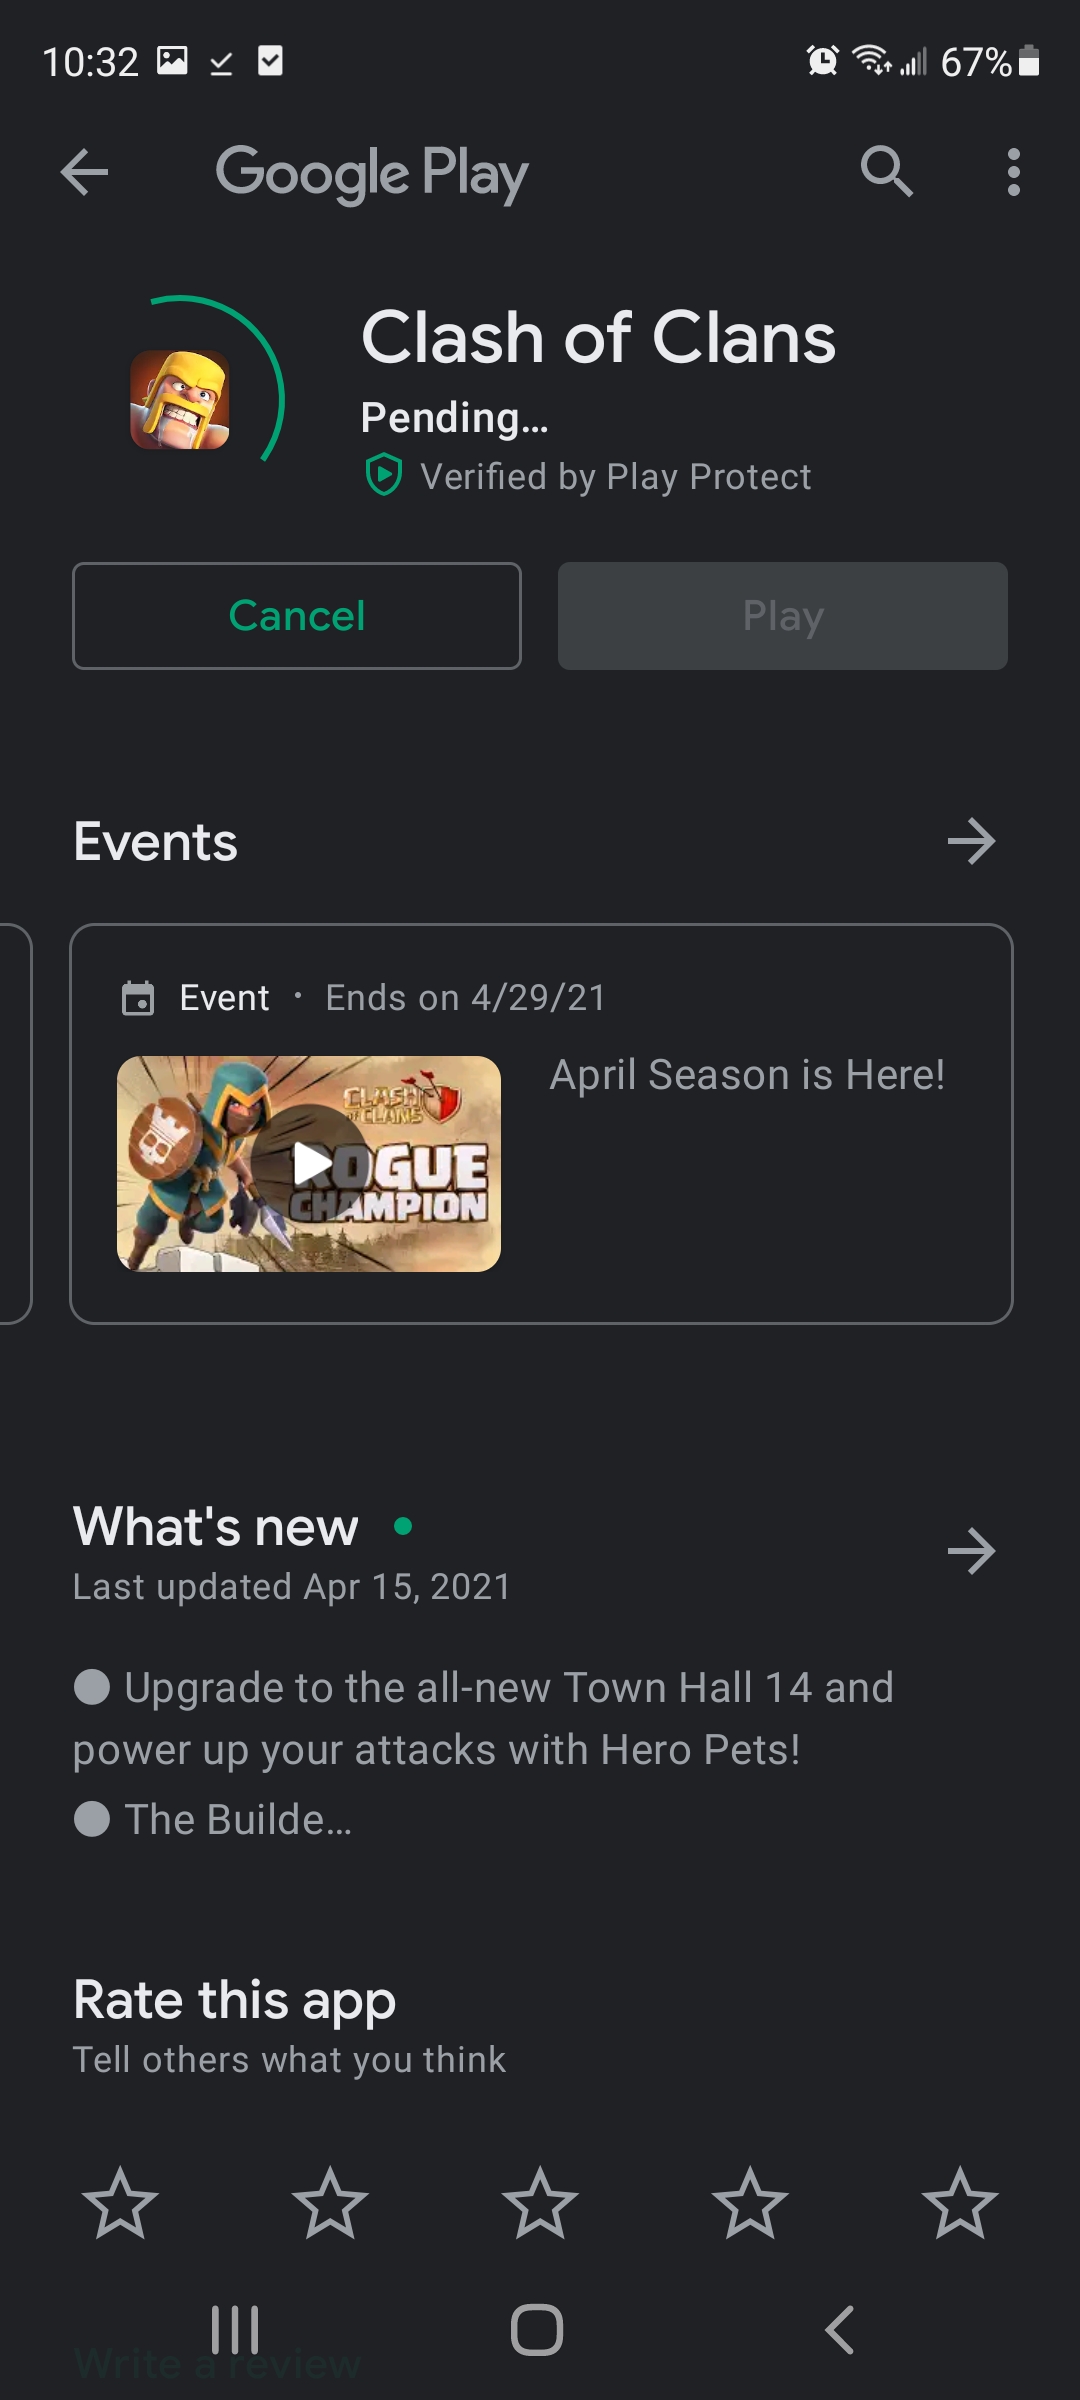 10:32
67%
Google Play
Clash of Clans
Pending...
Verified by Play Protect
Cancel
Play
Events
Event • Ends on 4/29/21
April Season is Here!
CLASH
OF CLANS
ROGUE
CHAMPION
What's new
Last updated Apr 15, 2021
● Upgrade to the all-new Town Hall 14 and
power up your attacks with Hero Pets!
● The Builde...
Rate this app
Tell others what you think
Write a review